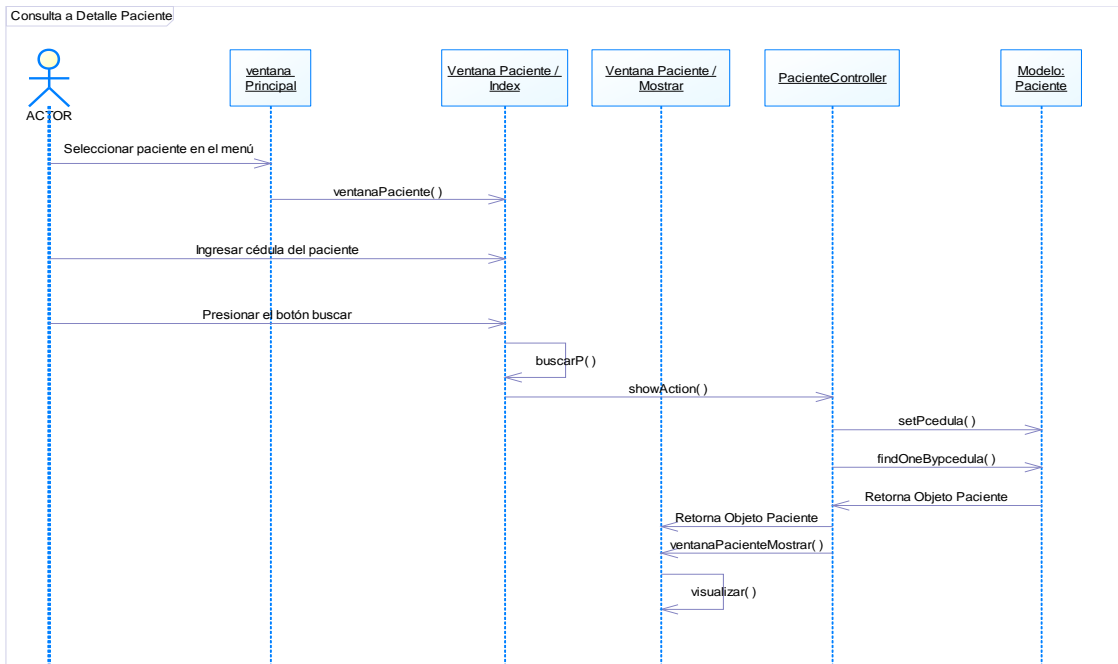 Consulta a Detalle Paciente
ACTOR
ventana
Principal
Ventana Paciente /
Index
Ventana Paciente /
Mostrar
PacienteController
Modelo:
Paciente
Seleccionar paciente en el menú
ventanaPaciente( )
Ingresar cédula del paciente
Presionar el botón buscar
buscarP( )
showAction( )
setPcedula( )
findOneBypcedula( )
Retorna Objeto Paciente
Retorna Objeto Paciente
ventanaPacienteMostrar( )
visualizar( )